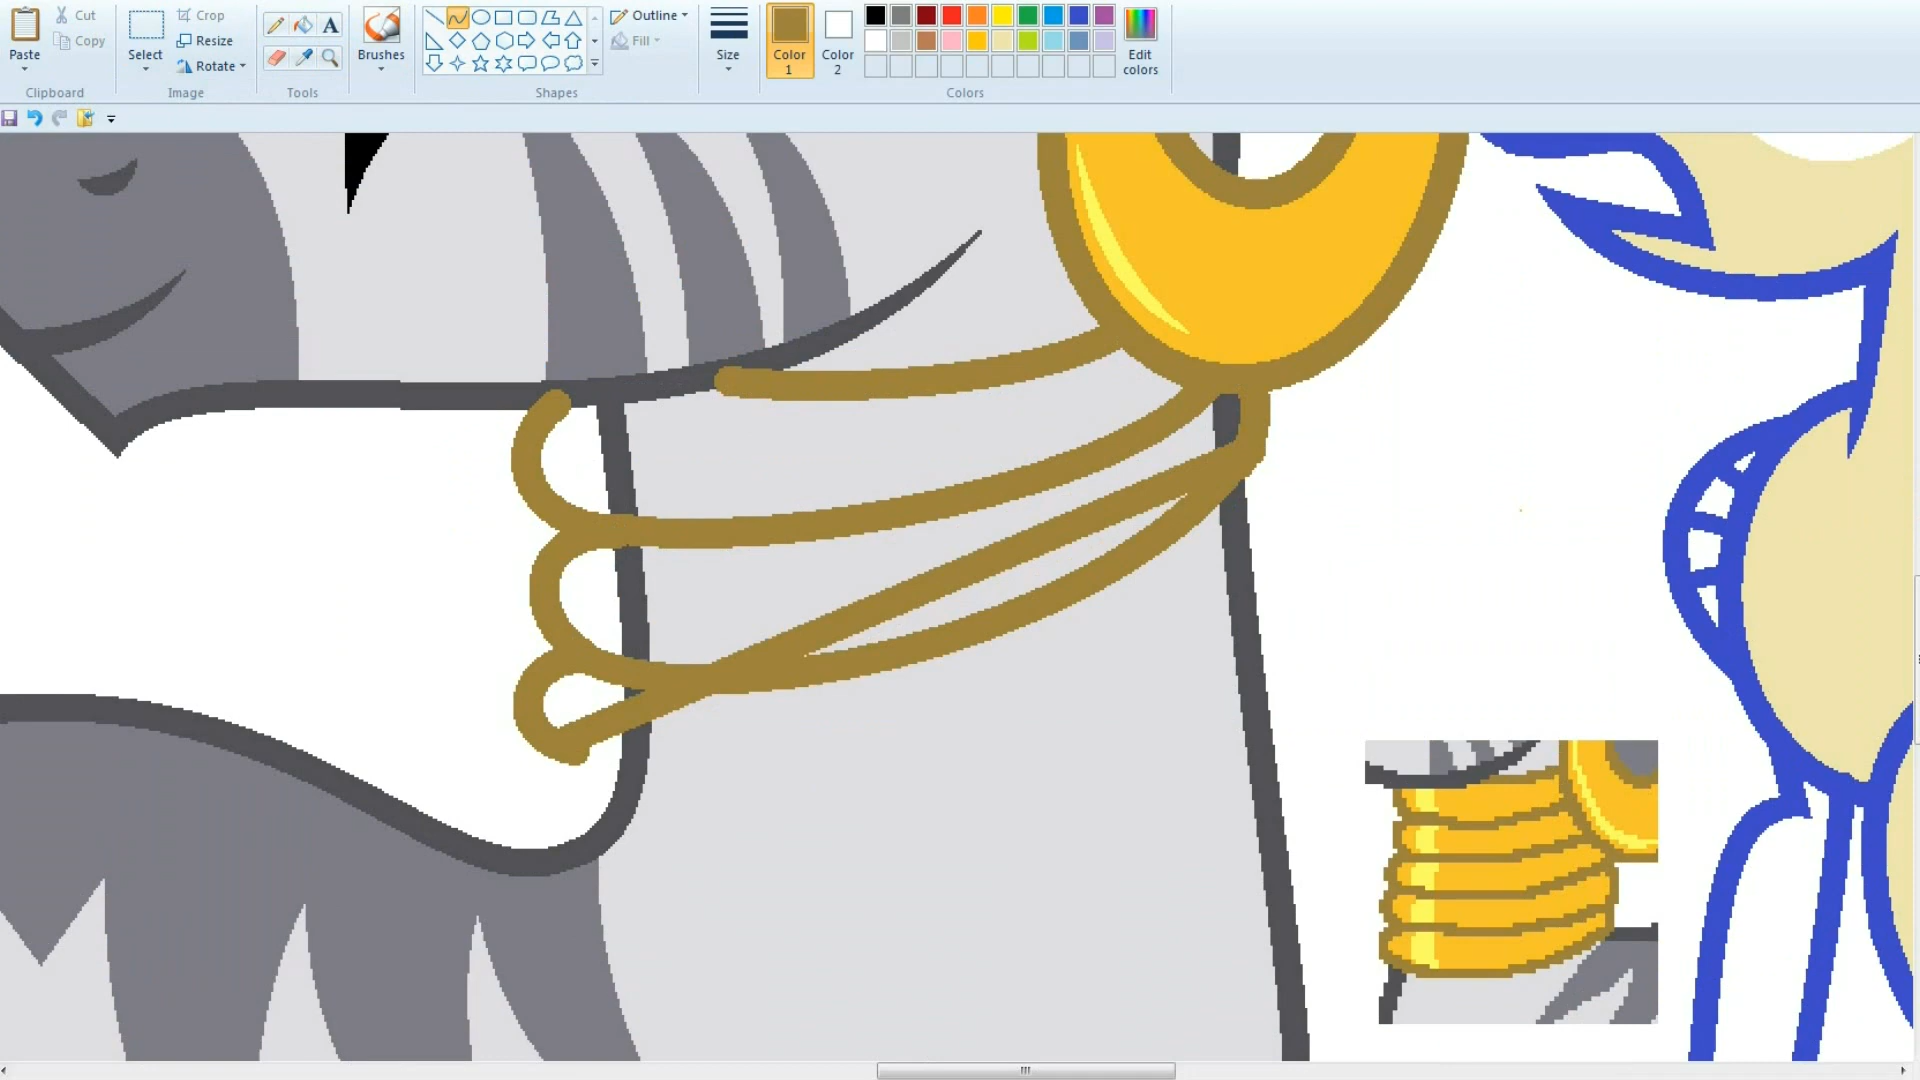 Paste
Cut
Copy
Clipboard
Select
Crop
Resize
Rotate
Image
A
Tools
Brushes
Outline
Fill
Shapes
Size
Color
1
Color
2
Edit
colors
Colors